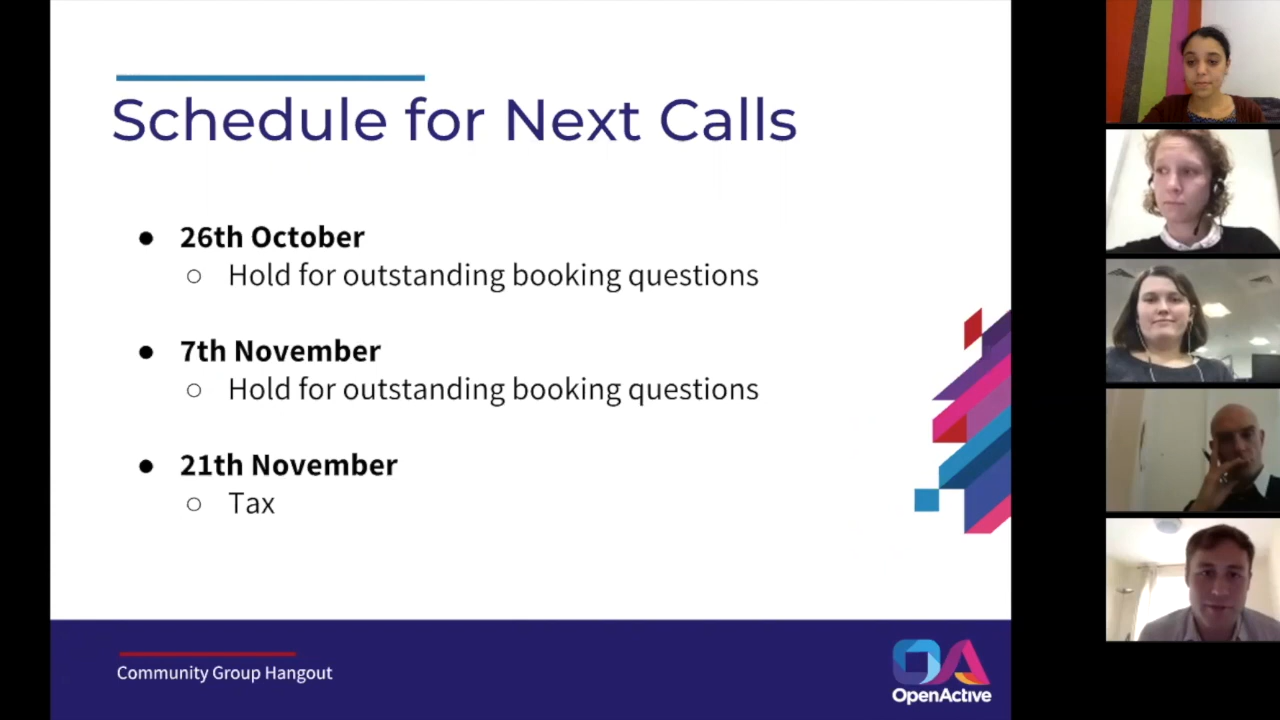 Schedule for Next Calls
● 26th October
○ Hold for outstanding booking questions
● 7th November
○ Hold for outstanding booking questions
● 21th November
○ Tax
Community Group Hangout
OA
OpenActive